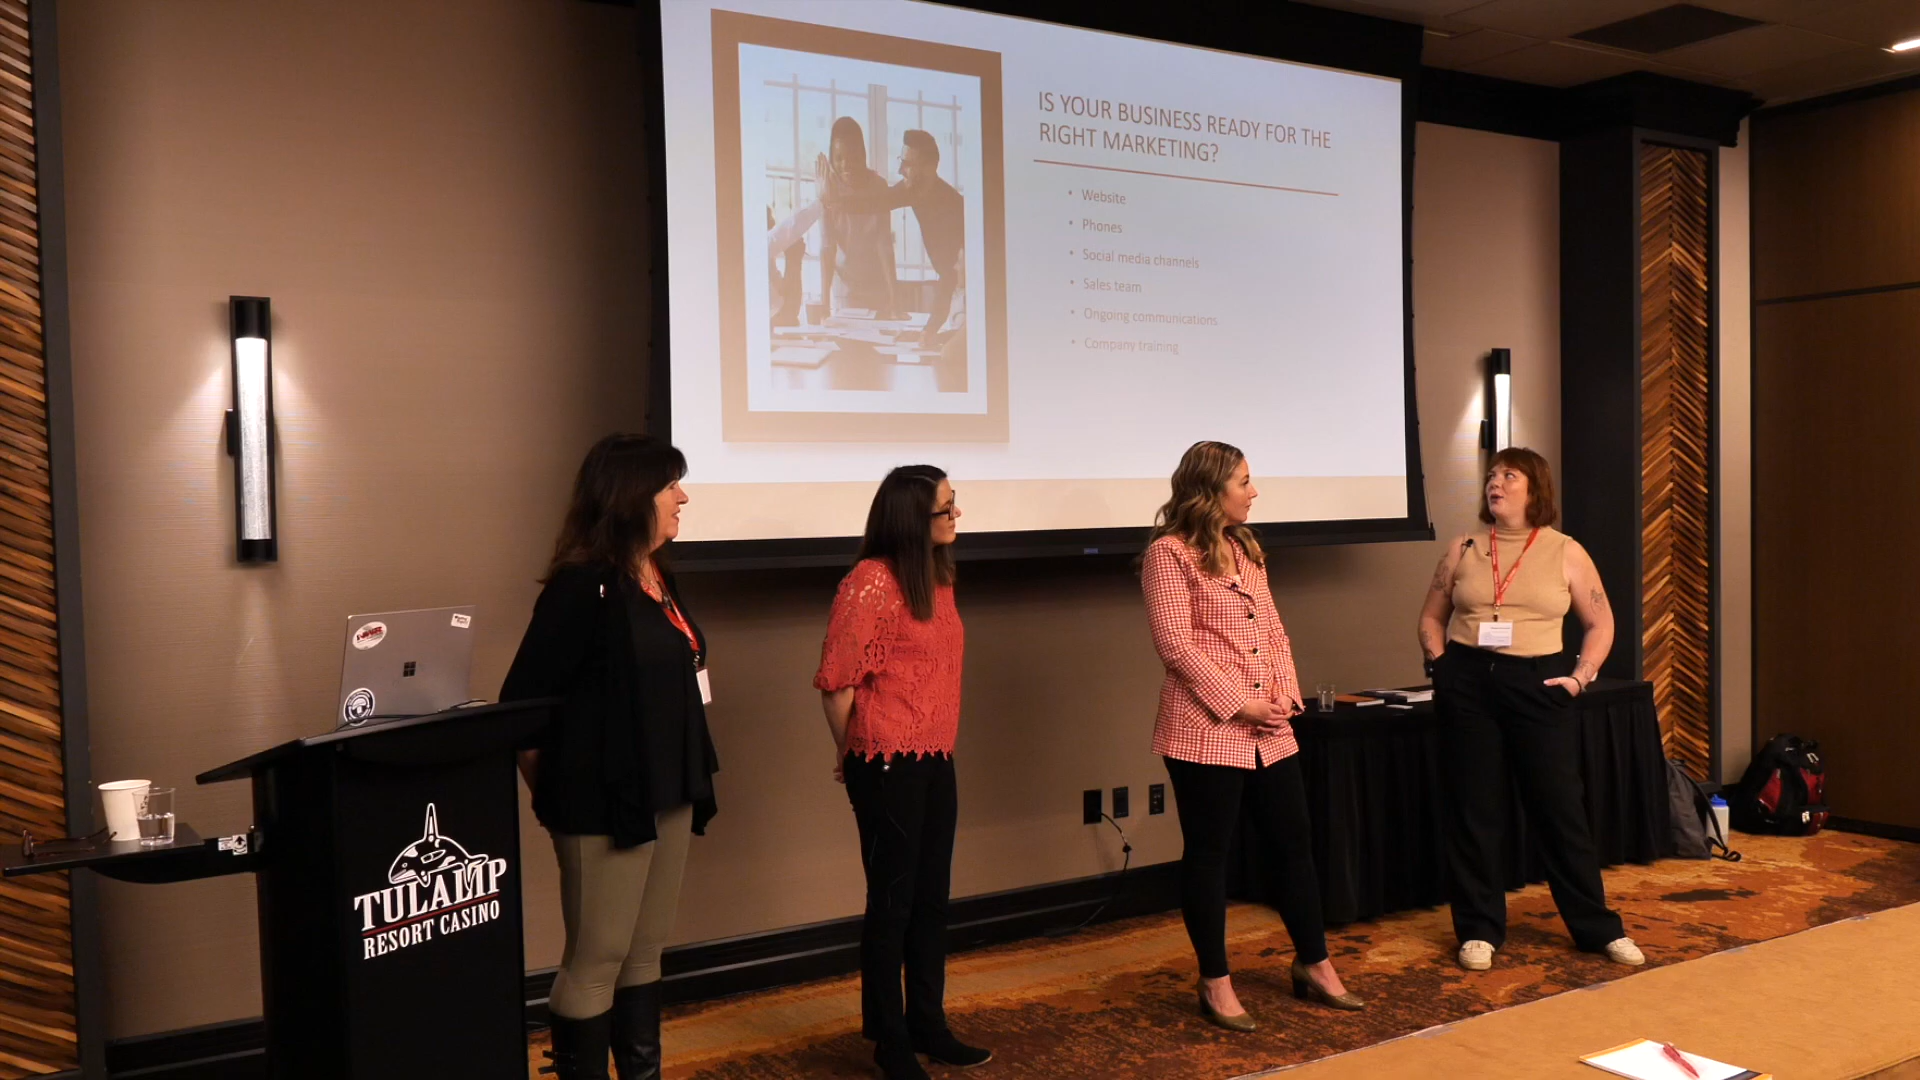 IS YOUR BUSINESS READY FOR THE
RIGHT MARKETING?
• Website
• Phones
• Social media channels
• Sales team
• Ongoing communications
• Company training
TULALIP
RESORT CASINO